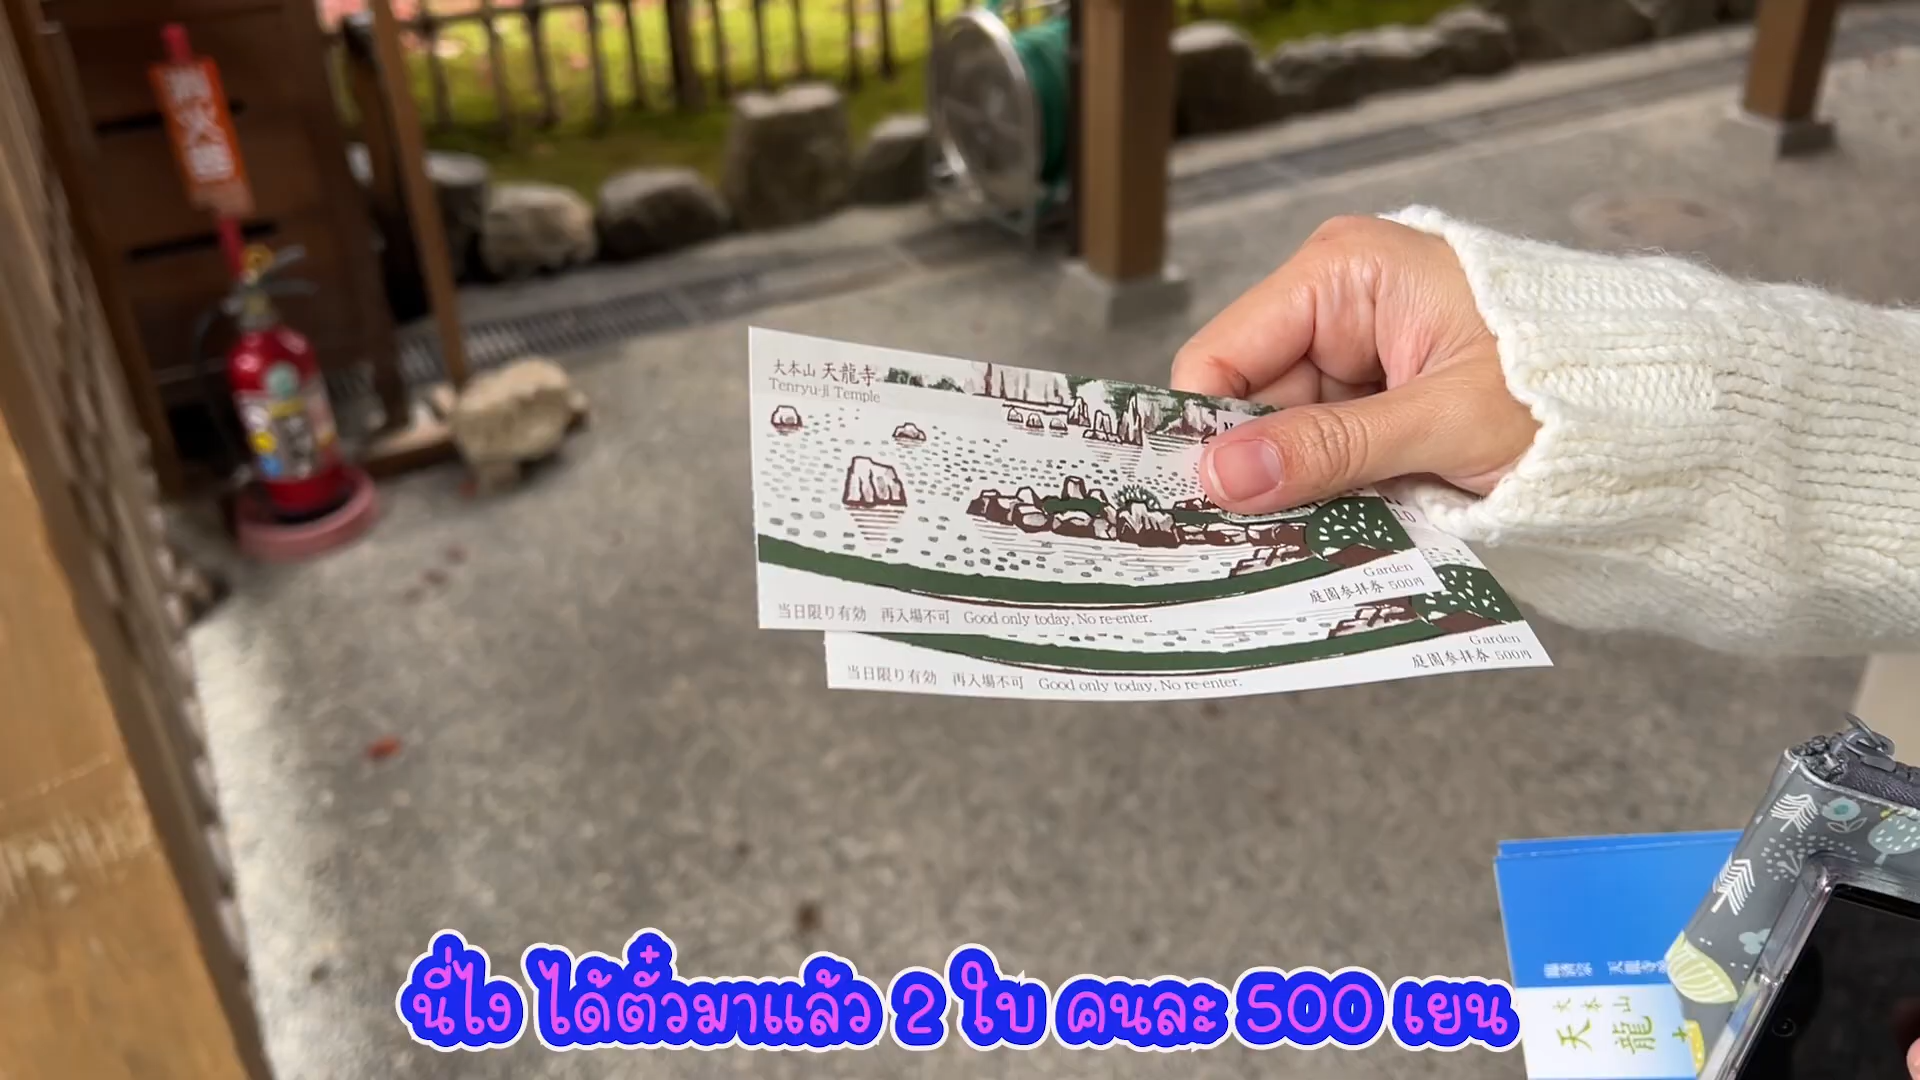 消火器
大本山 天龍寺
Tenryu-ji Temple
Garden
庭園参拝券 500円
当日限り有効 再入場不可 Good only today, No re-enter.
Garden
庭園参拝券 500円
当日限り有効 再入場不可 Good only today, No re-enter.
大本山
天龍
นี่ไง ได้ตั๋วมาแล้ว 2 ใบ คนละ 500 เยน